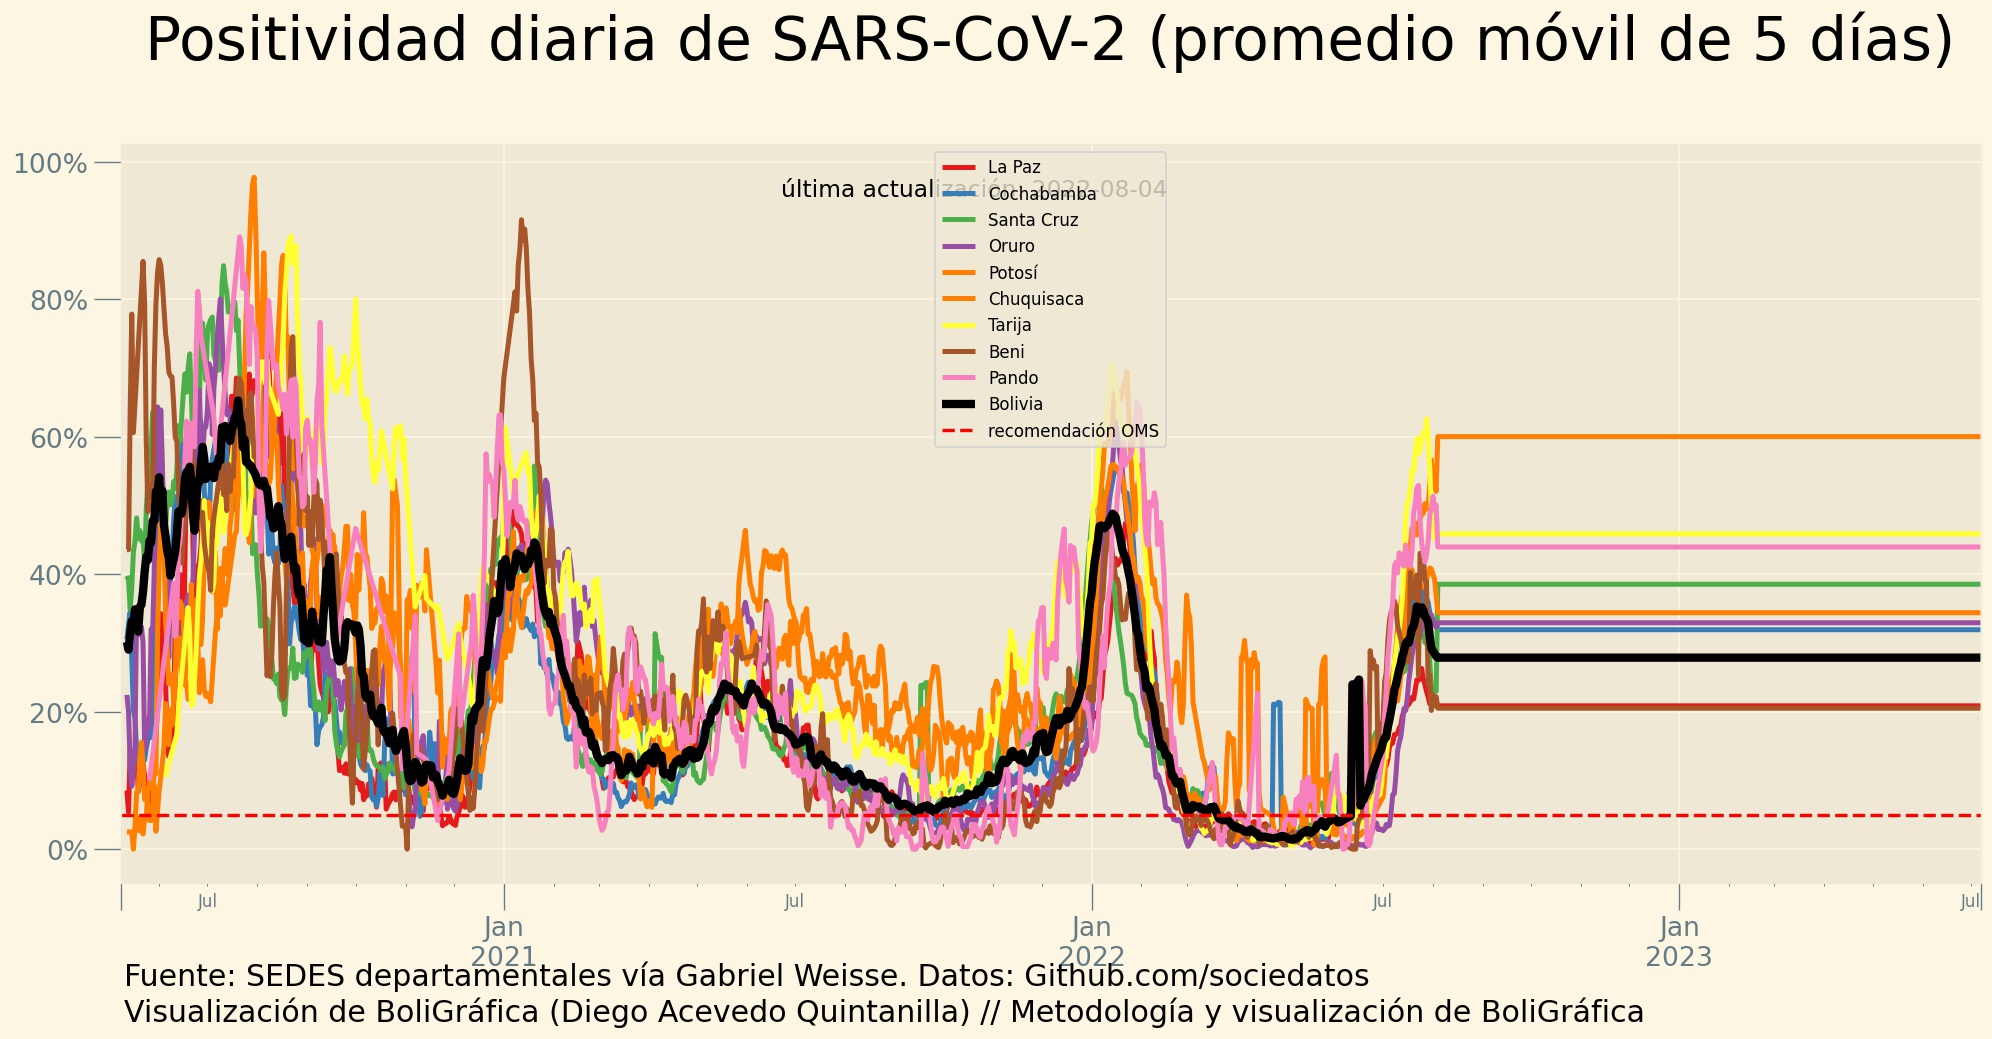 Positividad diaria de SARS-CoV-2 (promedio móvil de 5 días)
100%
80%
60%
40%
20%
0%
última actualización: 2022-08-04
La Paz
Cochabamba
Santa Cruz
Oruro
Potosí
Chuquisaca
Tarija
Beni
Pando
Bolivia
recomendación OMS
Jul
Jul
Jul
Jul
Jan
2021
Jan
2022
Jan
2023
Fuente: SEDES departamentales vía Gabriel Weisse. Datos: Github.com/sociedatos
Visualización de BoliGráfica (Diego Acevedo Quintanilla) // Metodología y visualización de BoliGráfica